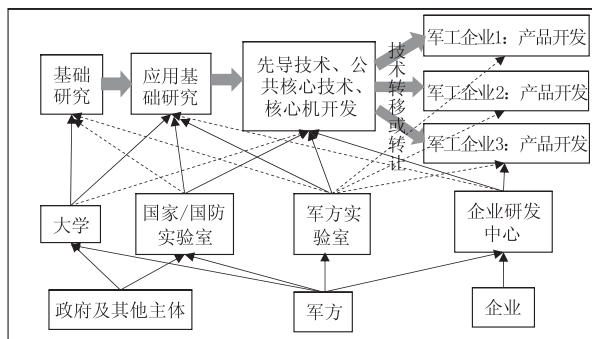 基础
研究
应用基
础研究
先导技术、公
共核心技术、
核心机开发
技术转移或转让
军工企业1：产品开发
军工企业2：产品开发
军工企业3：产品开发
大学
国家/国防
实验室
军方实
验室
企业研发
中心
政府及其他主体
军方
企业